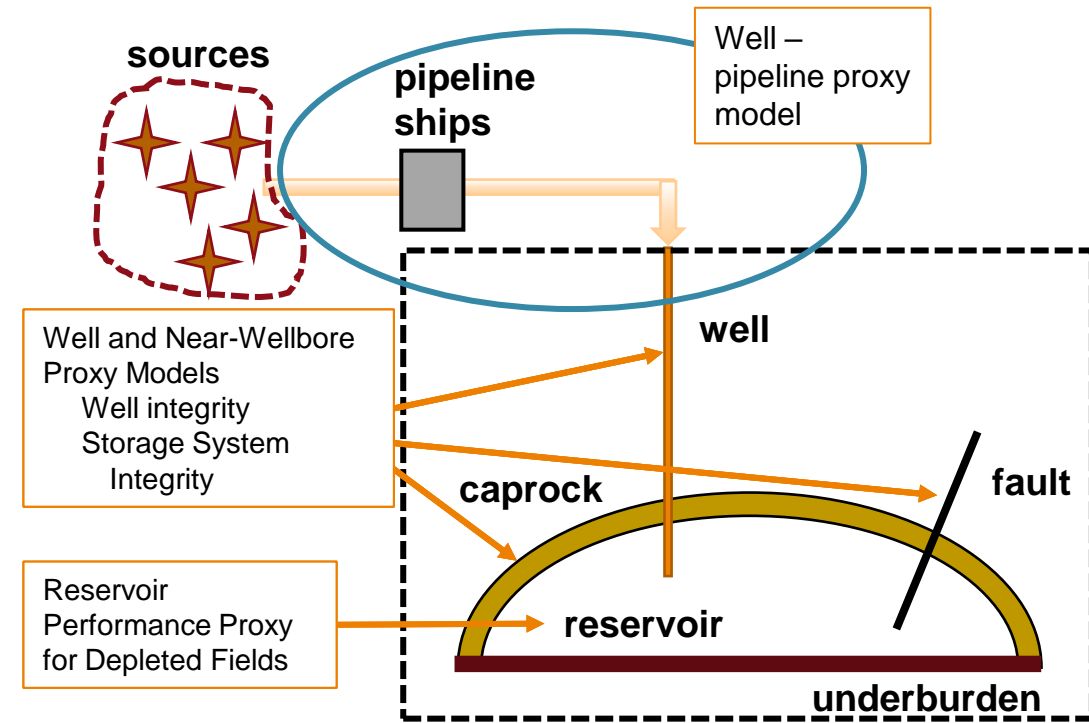 sources
pipeline
ships
Well –
pipeline proxy
model
well
Well and Near-Wellbore
Proxy Models
Well integrity
Storage System
Integrity
caprock
fault
Reservoir
Performance Proxy
for Depleted Fields
reservoir
underburden